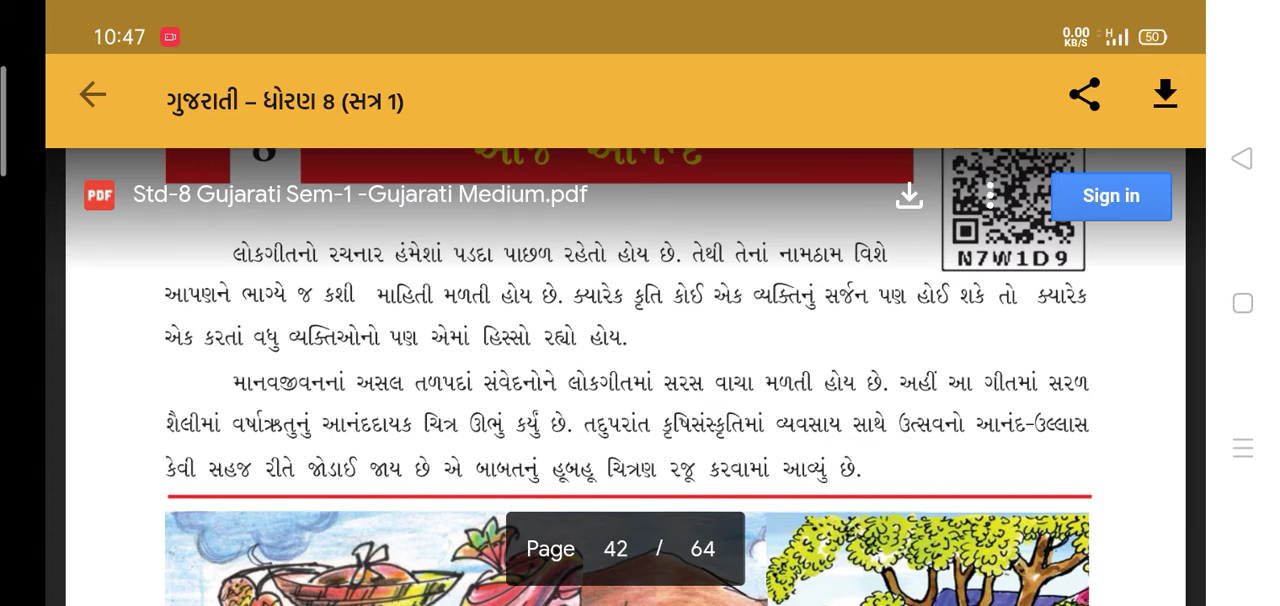 10:47
0.00 KB/S H 50
ગુજરાતી – ધોરણ 8 (સત્ર 1)
8 આજ આનંદ
PDF Std-8 Gujarati Sem-1 -Gujarati Medium.pdf Sign in
N7W1D9
લોકગીતનો રચનાર હંમેશાં પડદા પાછળ રહેતો હોય છે. તેથી તેનાં નામઠામ વિશે
આપણને ભાગ્યે જ કશી માહિતી મળતી હોય છે. ક્યારેક કૃતિ કોઈ એક વ્યક્તિનું સર્જન પણ હોઈ શકે તો ક્યારેક
એક કરતાં વધુ વ્યક્તિઓનો પણ એમાં હિસ્સો રહ્યો હોય.
માનવજીવનનાં અસલ તળપદાં સંવેદનોને લોકગીતમાં સરસ વાચા મળતી હોય છે. અહીં આ ગીતમાં સરળ
શૈલીમાં વર્ષાઋતુનું આનંદદાયક ચિત્ર ઊભું કર્યું છે. તદુપરાંત કૃષિસંસ્કૃતિમાં વ્યવસાય સાથે ઉત્સવનો આનંદ-ઉલ્લાસ
કેવી સહજ રીતે જોડાઈ જાય છે એ બાબતનું હૂબહૂ ચિત્રણ રજૂ કરવામાં આવ્યું છે.
Page 42 / 64